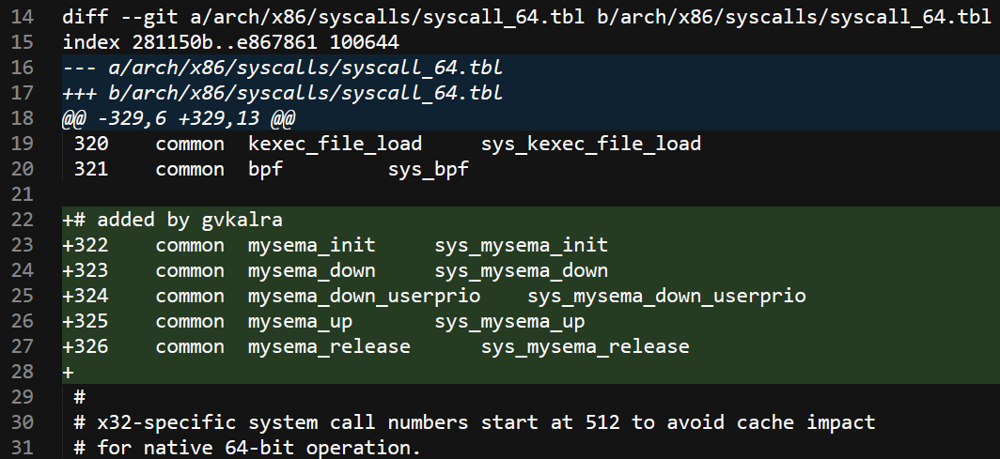 14 diff --git a/arch/x86/syscalls/syscall_64.tbl b/arch/x86/syscalls/syscall_64.tbl
15 index 281150b..e867861 100644
16 --- a/arch/x86/syscalls/syscall_64.tbl
17 +++ b/arch/x86/syscalls/syscall_64.tbl
18 @@ -329,6 +329,13 @@
19  320    common  kexec_file_load     sys_kexec_file_load
20  321    common  bpf         sys_bpf
21
22 +# added by gvkalra
23 +322    common  mysema_init     sys_mysema_init
24 +323    common  mysema_down     sys_mysema_down
25 +324    common  mysema_down_userprio    sys_mysema_down_userprio
26 +325    common  mysema_up       sys_mysema_up
27 +326    common  mysema_release      sys_mysema_release
28 +
29  #
30  # x32-specific system call numbers start at 512 to avoid cache impact
31  # for native 64-bit operation.